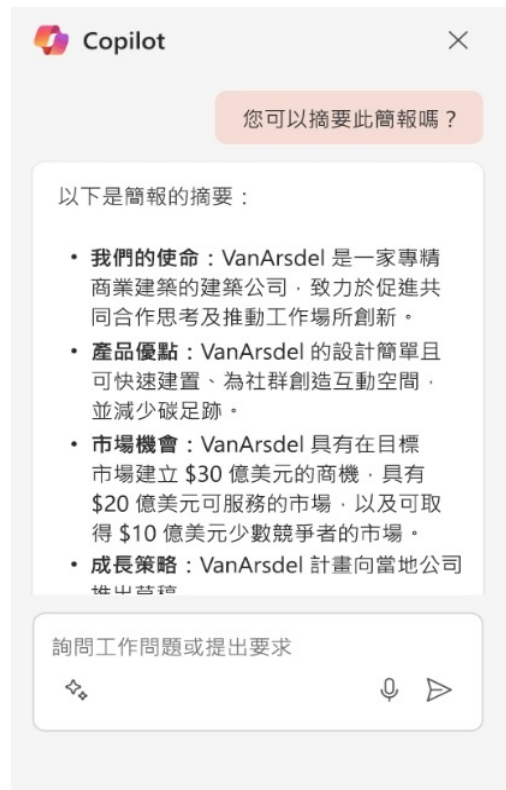 Copilot
您可以摘要此簡報嗎？
以下是簡報的摘要：
• 我們的使命：VanArsdel 是一家專精
商業建築的建築公司，致力於促進共
同合作思考及推動工作場所創新。
• 產品優點：VanArsdel 的設計簡單且
可快速建置、為社群創造互動空間，
並減少碳足跡。
• 市場機會：VanArsdel 具有在目標
市場建立 $30 億美元的商機，具有
$20 億美元可服務的市場，以及可取
得 $10 億美元少數競爭者的市場。
• 成長策略：VanArsdel 計畫向當地公司
推出草稿
詢問工作問題或提出要求